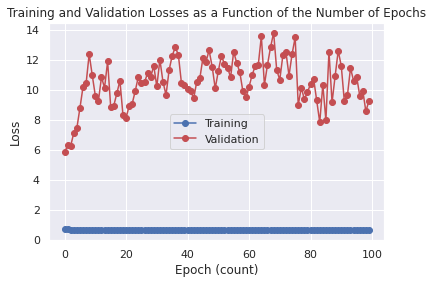 Training and Validation Losses as a Function of the Number of Epochs
14
12
10
8
6
4
2
0
Loss
Training
Validation
0 20 40 60 80 100
Epoch (count)